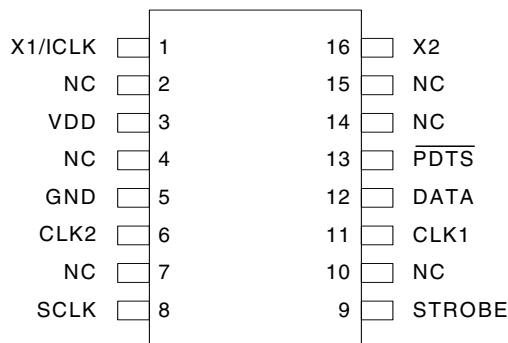 X1/ICLK 1 16 X2
NC 2 15 NC
VDD 3 14 NC
NC 4 13 PDTS
GND 5 12 DATA
CLK2 6 11 CLK1
NC 7 10 NC
SCLK 8 9 STROBE